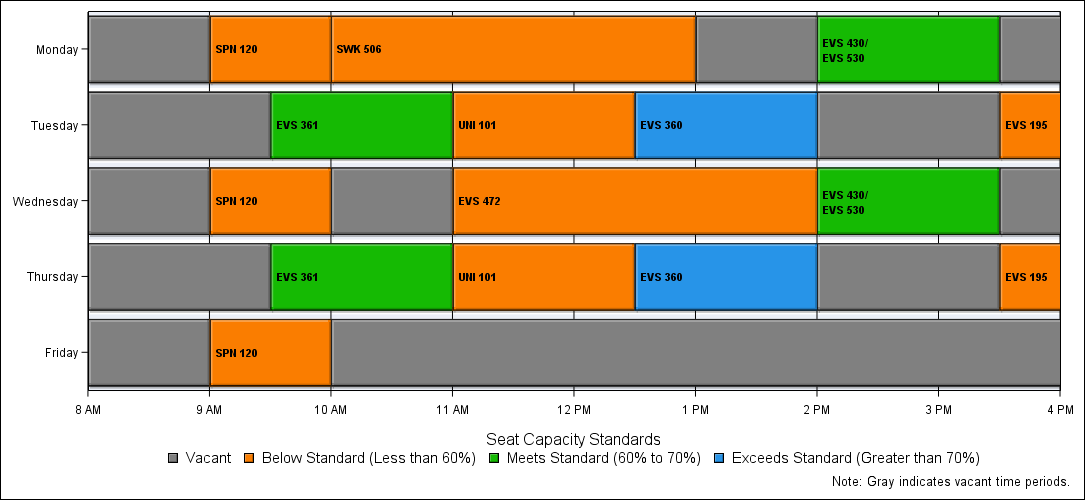 Monday
SPN 120
SWK 506
EVS 430/
EVS 530
Tuesday
EVS 361
UNI 101
EVS 360
EVS 195
Wednesday
SPN 120
EVS 472
EVS 430/
EVS 530
Thursday
EVS 361
UNI 101
EVS 360
EVS 195
Friday
SPN 120
8 AM 9 AM 10 AM 11 AM 12 PM 1 PM 2 PM 3 PM 4 PM
Seat Capacity Standards
Vacant Below Standard (Less than 60%) Meets Standard (60% to 70%) Exceeds Standard (Greater than 70%)
Note: Gray indicates vacant time periods.